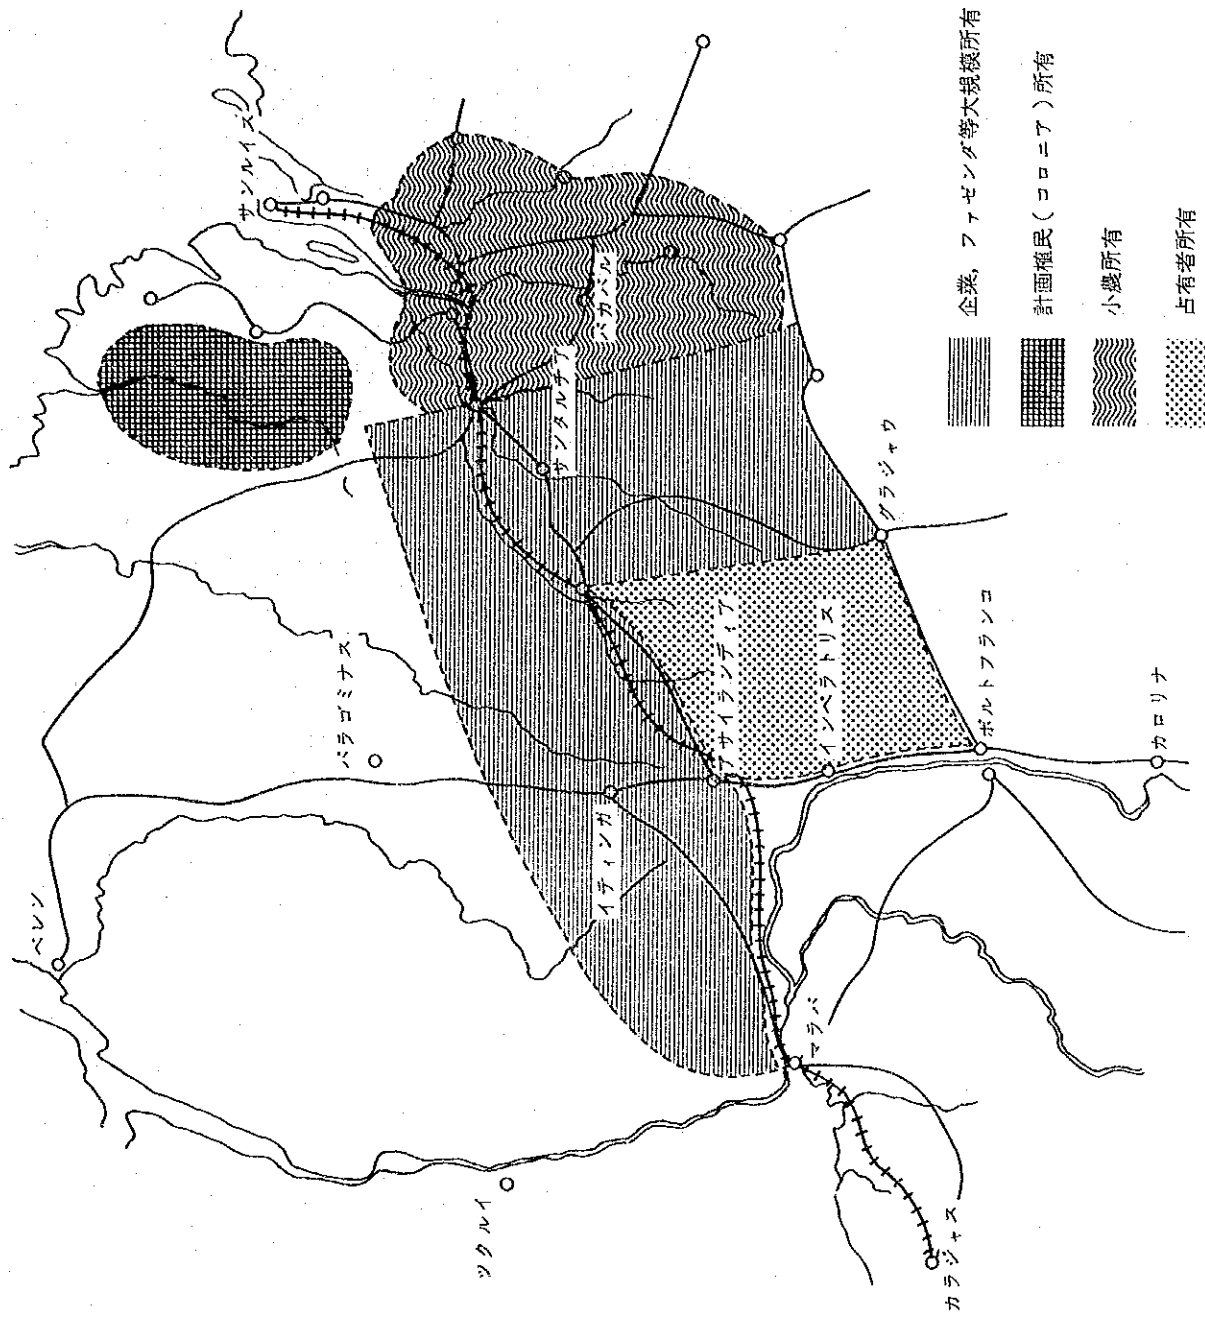 ベレン
サンルイズ
パラゴミナス
ツクルイ
サンタルチア
バカバル
イティンガ
アサイランディア
インペラトリス
グラジャウ
マラバ
ポルトフランコ
カラジャス
カロリナ
企業，ファゼンダ等大規模所有
計画植民（コロニア）所有
小農所有
占有者所有